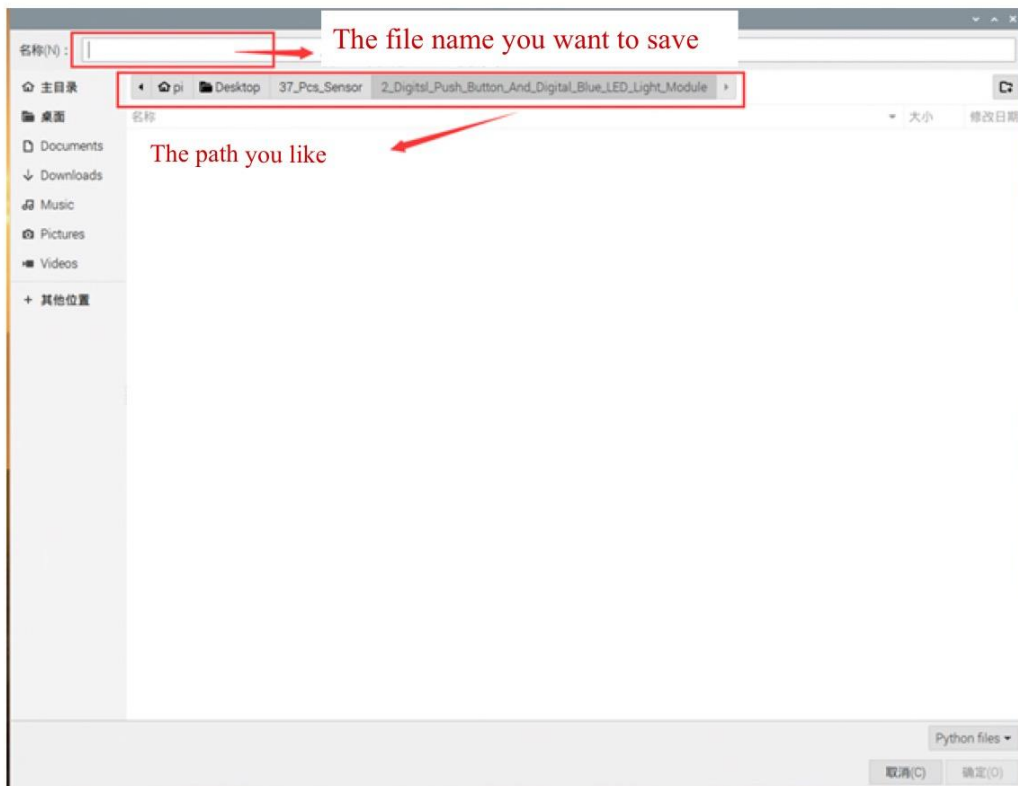 The file name you want to save
名称(N)：
主目录
pi Desktop 37_Pcs_Sensor 2_Digitsl_Push_Button_And_Digital_Blue_LED_Light_Module
桌面
名称 大小 修改日期
Documents
The path you like
Downloads
Music
Pictures
Videos
+ 其他位置
Python files
取消(C) 确定(O)